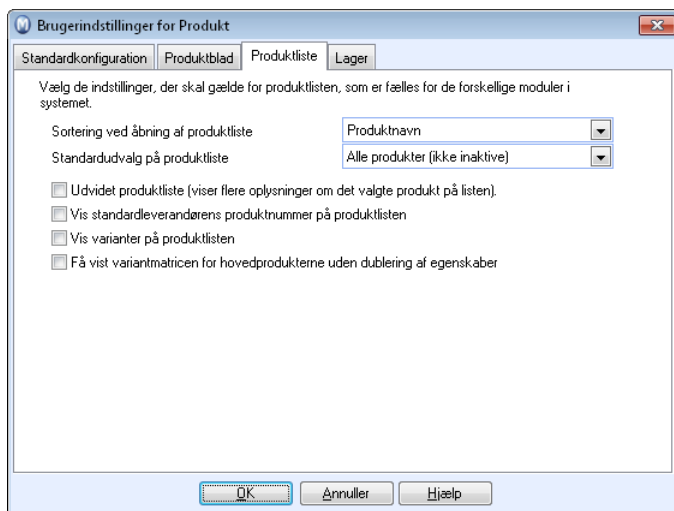 Brugerindstillinger for Produkt
Standardkonfiguration Produktblad Produktliste Lager
Vælg de indstillinger, der skal gælde for produktlisten, som er fælles for de forskellige moduler i
systemet.
Sortering ved åbning af produktliste Produktnavn
Standardudvalg på produktliste Alle produkter (ikke inaktive)
Udvidet produktliste (viser flere oplysninger om det valgte produkt på listen).
Vis standardleverandørens produktnummer på produktlisten
Vis varianter på produktlisten
Få vist variantmatricen for hovedprodukterne uden dublering af egenskaber
OK Annuller Hjælp